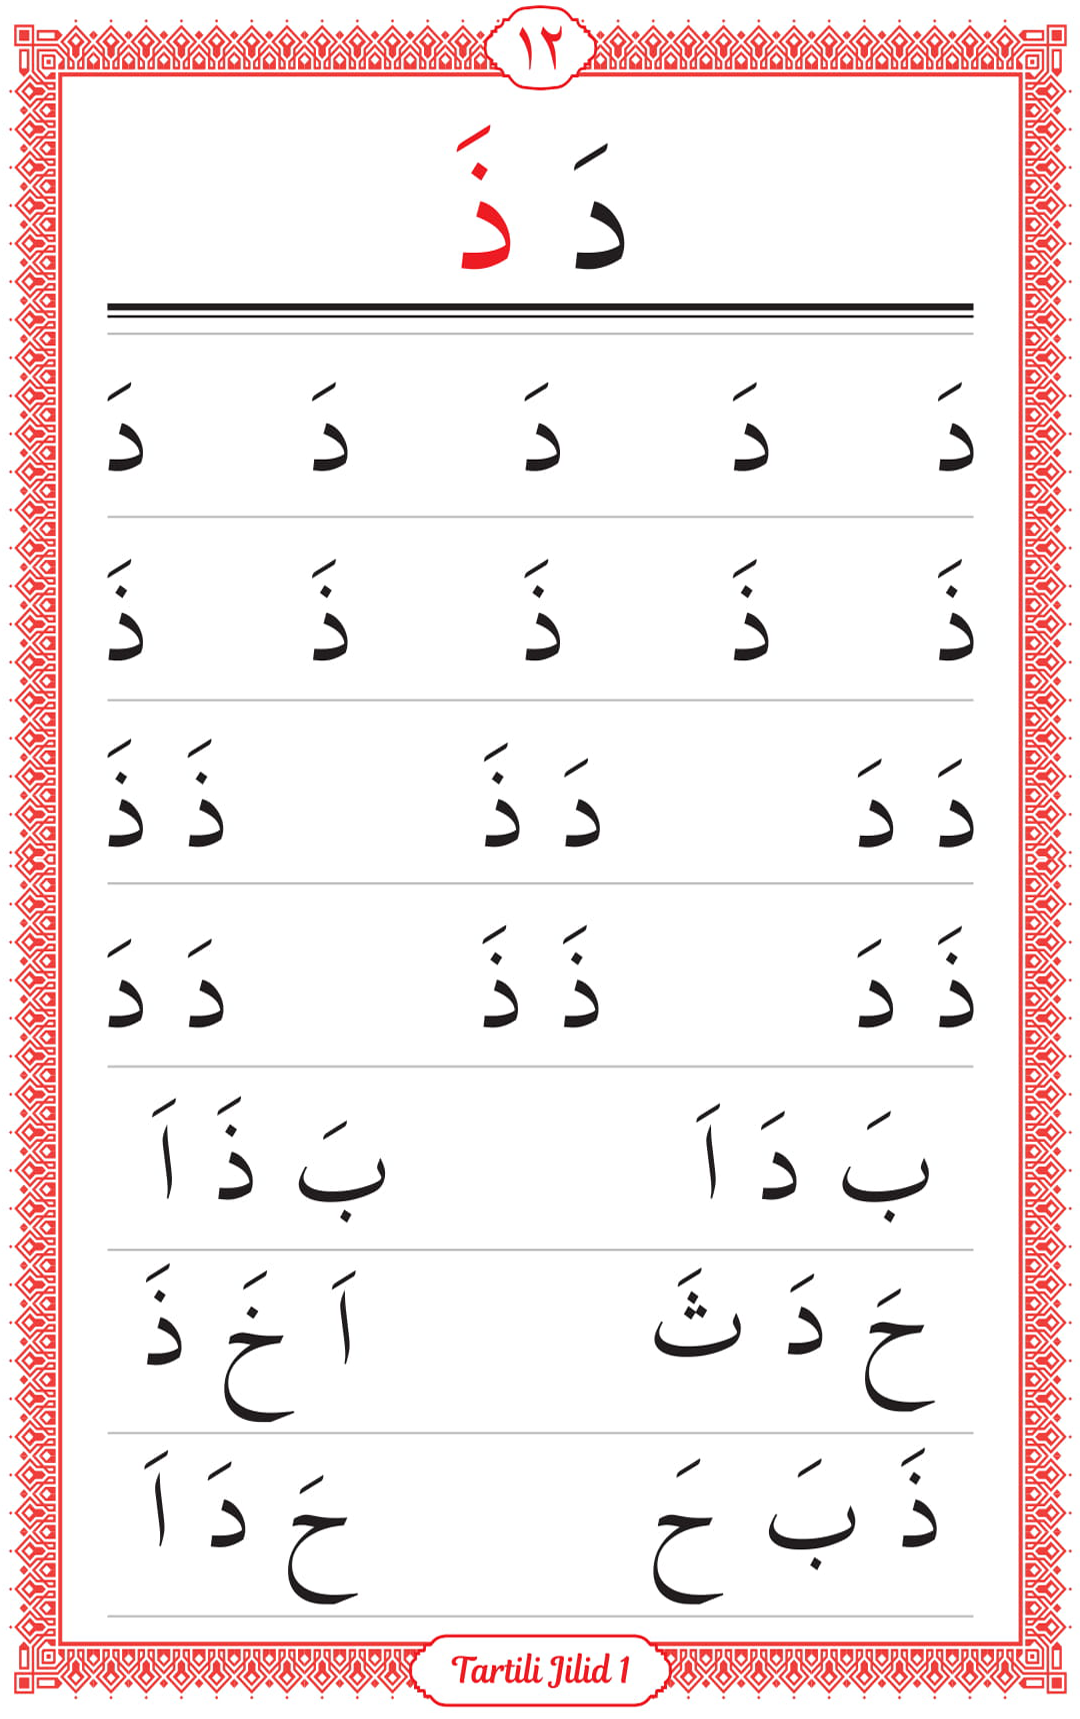 ١٢
دَ ذَ
دَ دَ دَ دَ دَ
ذَ ذَ ذَ ذَ ذَ
دَ دَ دَ ذَ ذَ ذَ
ذَ دَ ذَ ذَ دَ دَ
بَ دَ اَ بَ ذَ اَ
حَ دَ ثَ اَ خَ ذَ
ذَ بَ حَ حَ دَ اَ
Tartili Jilid 1